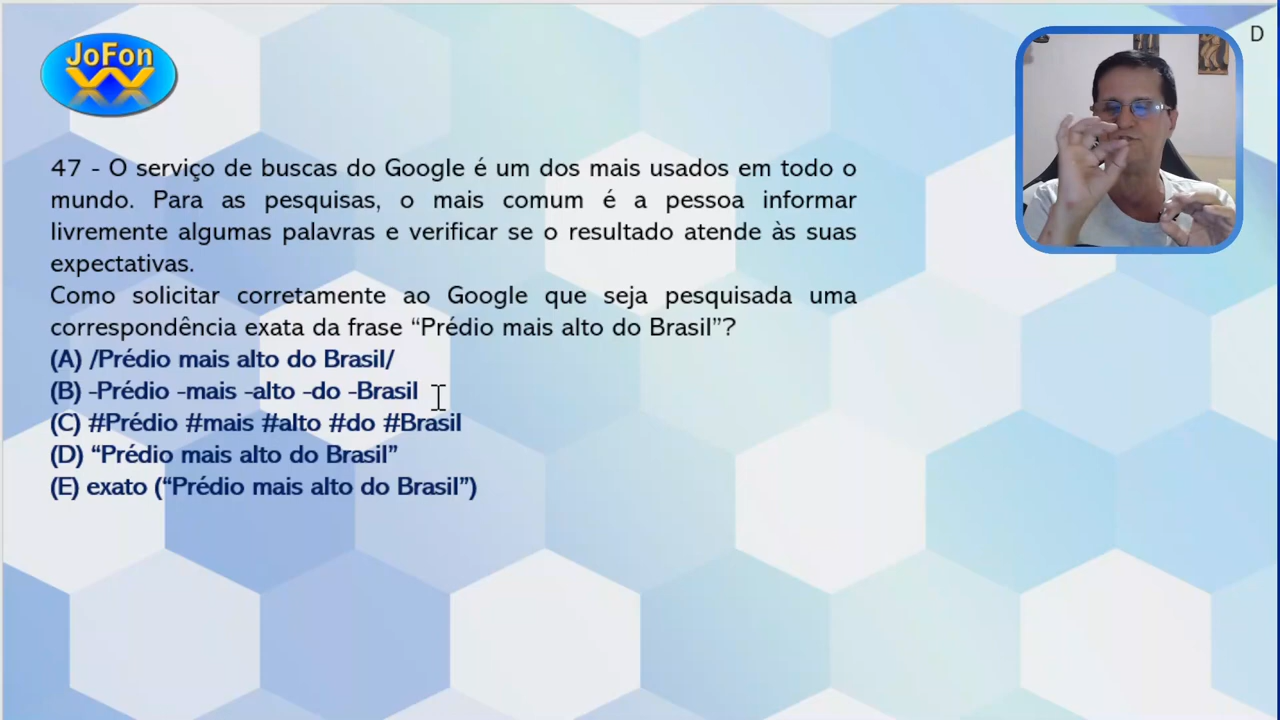 JoFon
D
47 - O serviço de buscas do Google é um dos mais usados em todo o
mundo. Para as pesquisas, o mais comum é a pessoa informar
livremente algumas palavras e verificar se o resultado atende às suas
expectativas.
Como solicitar corretamente ao Google que seja pesquisada uma
correspondência exata da frase “Prédio mais alto do Brasil”?
(A) /Prédio mais alto do Brasil/
(B) -Prédio -mais -alto -do -Brasil
(C) #Prédio #mais #alto #do #Brasil
(D) “Prédio mais alto do Brasil”
(E) exato (“Prédio mais alto do Brasil”)